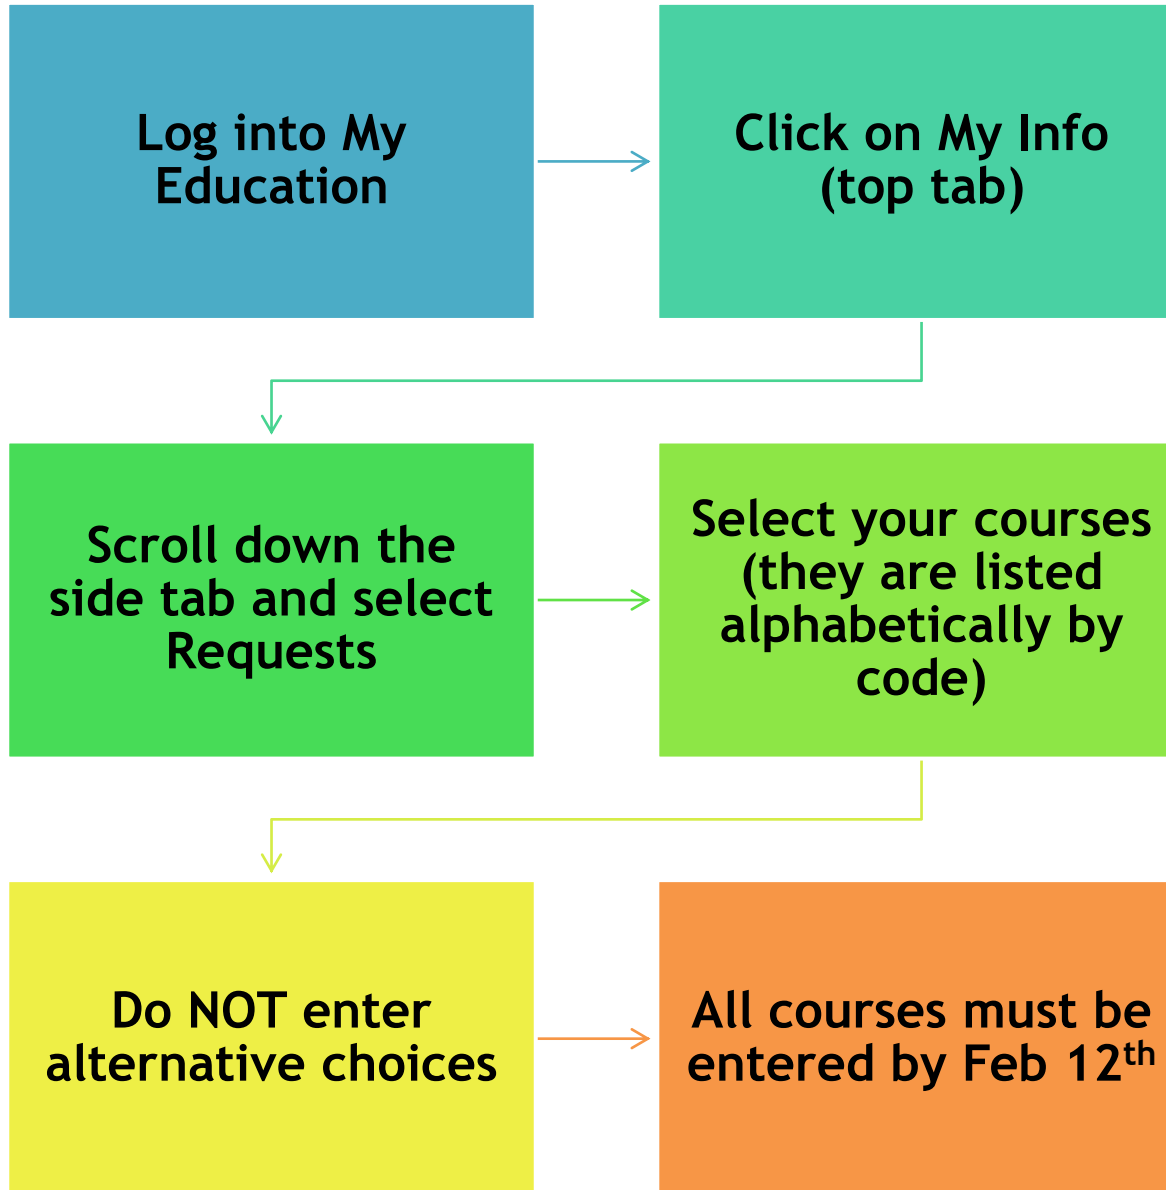 Log into My
Education
Click on My Info
(top tab)
Scroll down the
side tab and select
Requests
Select your courses
(they are listed
alphabetically by
code)
Do NOT enter
alternative choices
All courses must be
entered by Feb 12th